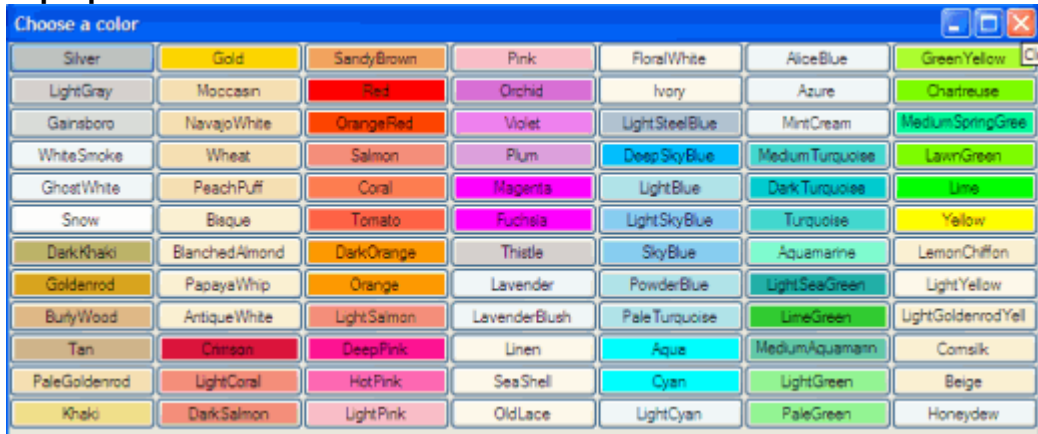 Choose a color
Silver Gold SandyBrown Pink FloralWhite AliceBlue GreenYellow
LightGray Moccasin Red Orchid Ivory Azure Chartreuse
Gainsboro NavajoWhite OrangeRed Violet LightSteelBlue MintCream MediumSpringGree
WhiteSmoke Wheat Salmon Plum DeepSkyBlue MediumTurquoise LawnGreen
GhostWhite PeachPuff Coral Magenta LightBlue DarkTurquoise Lime
Snow Bisque Tomato Fuchsia LightSkyBlue Turquoise Yellow
DarkKhaki BlanchedAlmond DarkOrange Thistle SkyBlue Aquamarine LemonChiffon
Goldenrod PapayaWhip Orange Lavender PowderBlue LightSeaGreen LightYellow
BurlyWood AntiqueWhite LightSalmon LavenderBlush PaleTurquoise LimeGreen LightGoldenrodYell
Tan Crimson DeepPink Linen Aqua MediumAquamarin Cornsilk
PaleGoldenrod LightCoral HotPink SeaShell Cyan LightGreen Beige
Khaki DarkSalmon LightPink OldLace LightCyan PaleGreen Honeydew